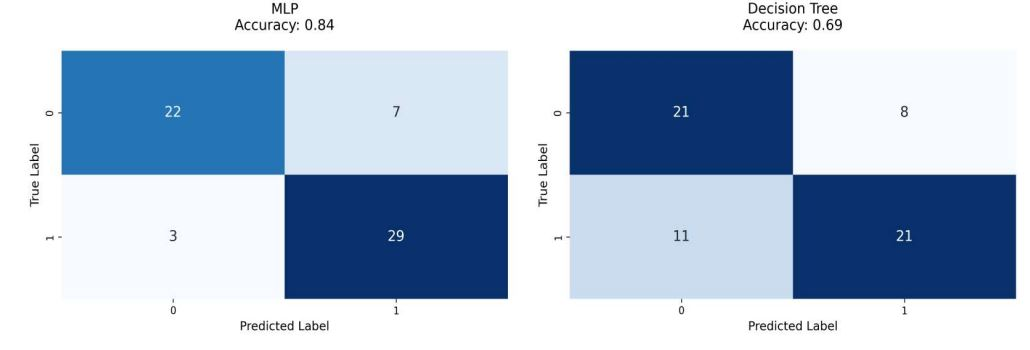 MLP
Accuracy: 0.84
22 7
0
True Label
3 29
1
0 1
Predicted Label
Decision Tree
Accuracy: 0.69
21 8
0
True Label
11 21
1
0 1
Predicted Label